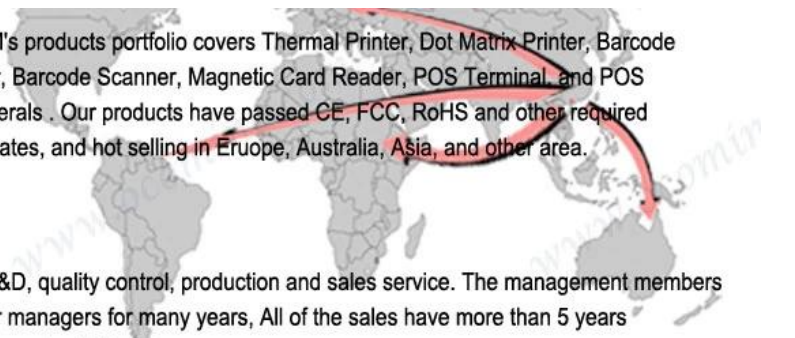 's products portfolio covers Thermal Printer, Dot Matrix Printer, Barcode
, Barcode Scanner, Magnetic Card Reader, POS Terminal, and POS
erals . Our products have passed CE, FCC, RoHS and other required
ates, and hot selling in Eruope, Australia, Asia, and other area.
&D, quality control, production and sales service. The management members
r managers for many years, All of the sales have more than 5 years